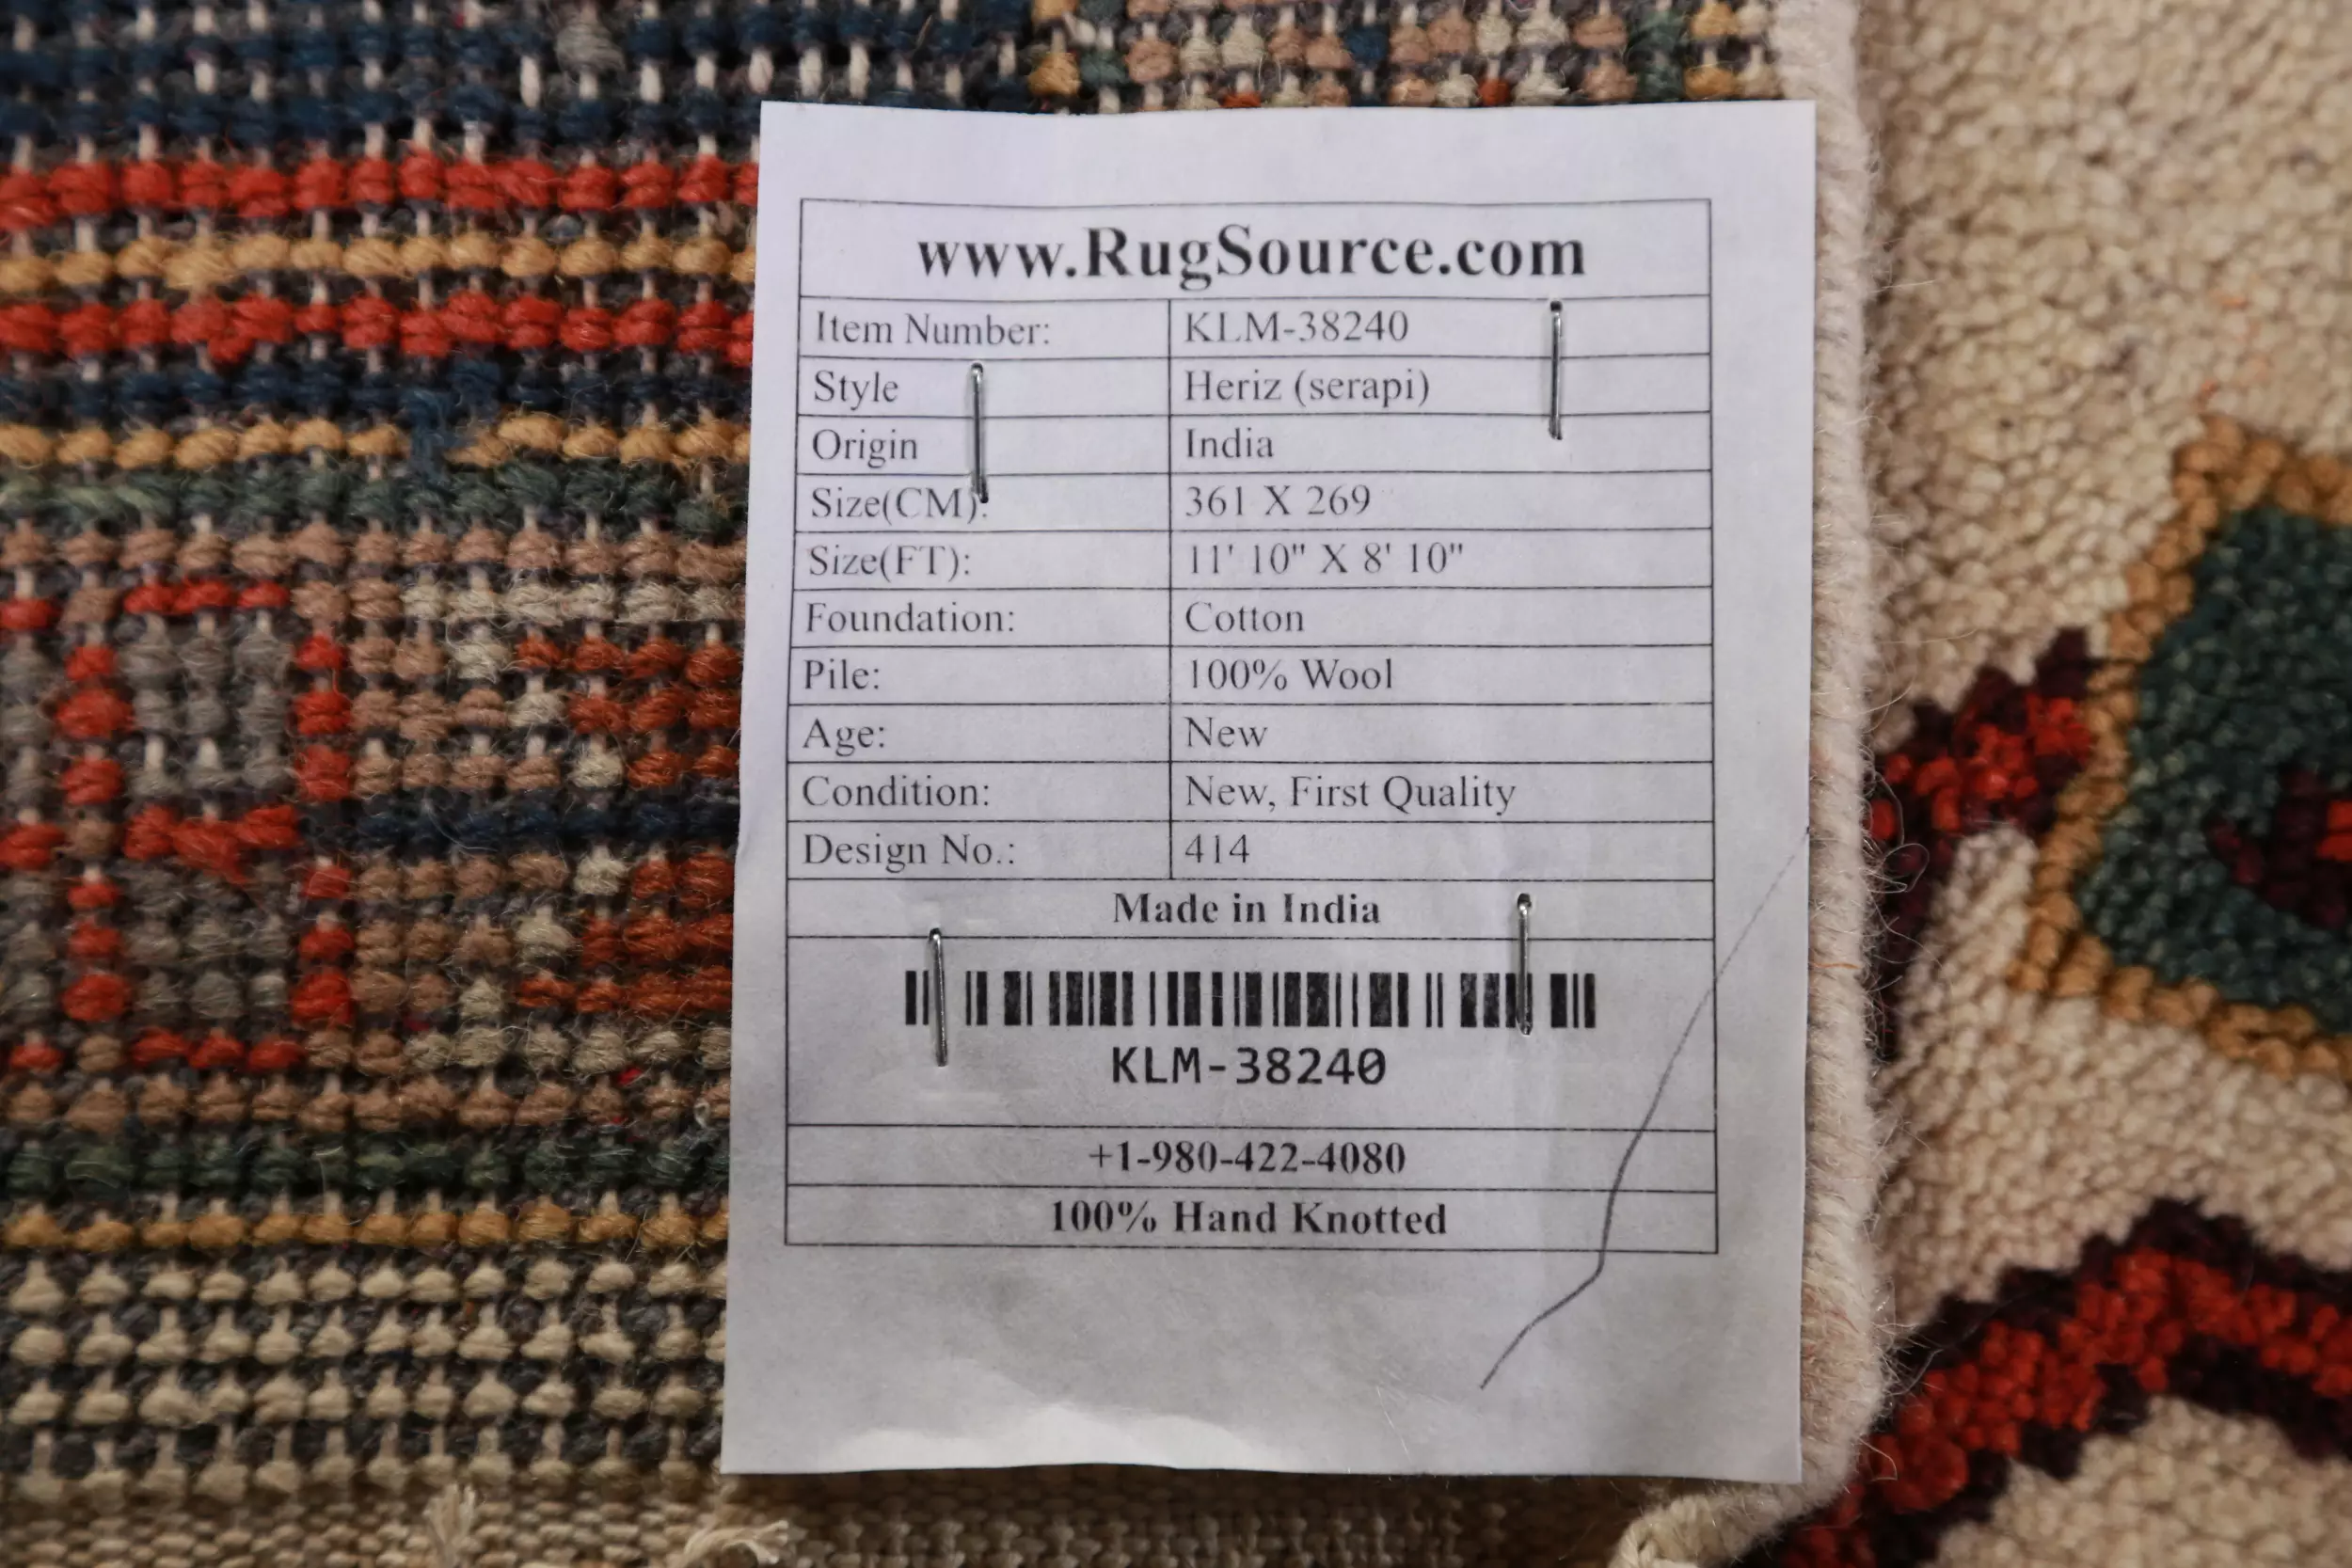 www.RugSource.com
Item Number: KLM-38240
Style Heriz (serapi)
Origin India
Size(CM): 361 X 269
Size(FT): 11' 10" X 8' 10"
Foundation: Cotton
Pile: 100% Wool
Age: New
Condition: New, First Quality
Design No.: 414
Made in India
KLM-38240
+1-980-422-4080
100% Hand Knotted